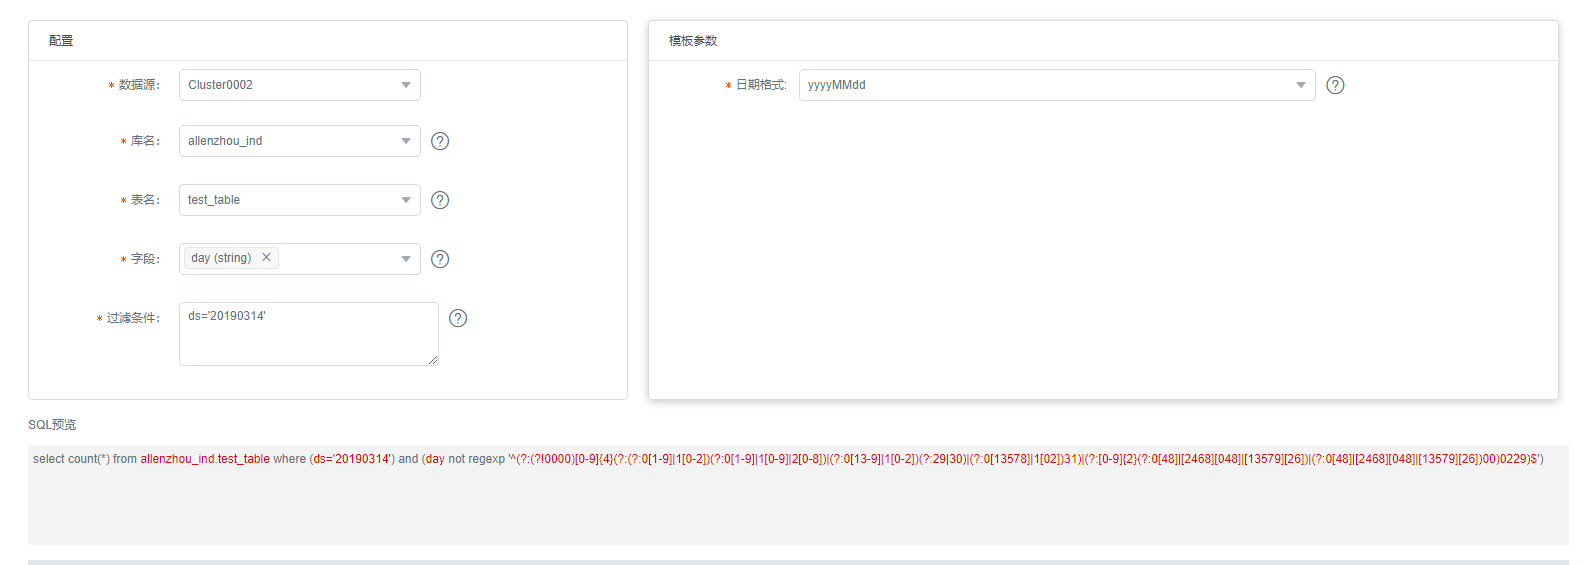 配置
* 数据源: Cluster0002
* 库名: allenzhou_ind ?
* 表名: test_table ?
* 字段: day (string) × ?
* 过滤条件: ds='20190314' ?
模板参数
* 日期格式: yyyyMMdd ?
SQL预览
select count(*) from allenzhou_ind.test_table where (ds='20190314') and (day not regexp '^(?:(?!0000)[0-9]{4}(?:(?:0[1-9]|1[0-2])(?:0[1-9]|1[0-9]|2[0-8])|(?:0[13-9]|1[0-2])(?:29|30)|(?:0[13578]|1[02])31)|(?:[0-9]{2}(?:0[48]|[2468][048]|[13579][26])|(?:0[48]|[2468][048]|[13579][26])00)0229)$')